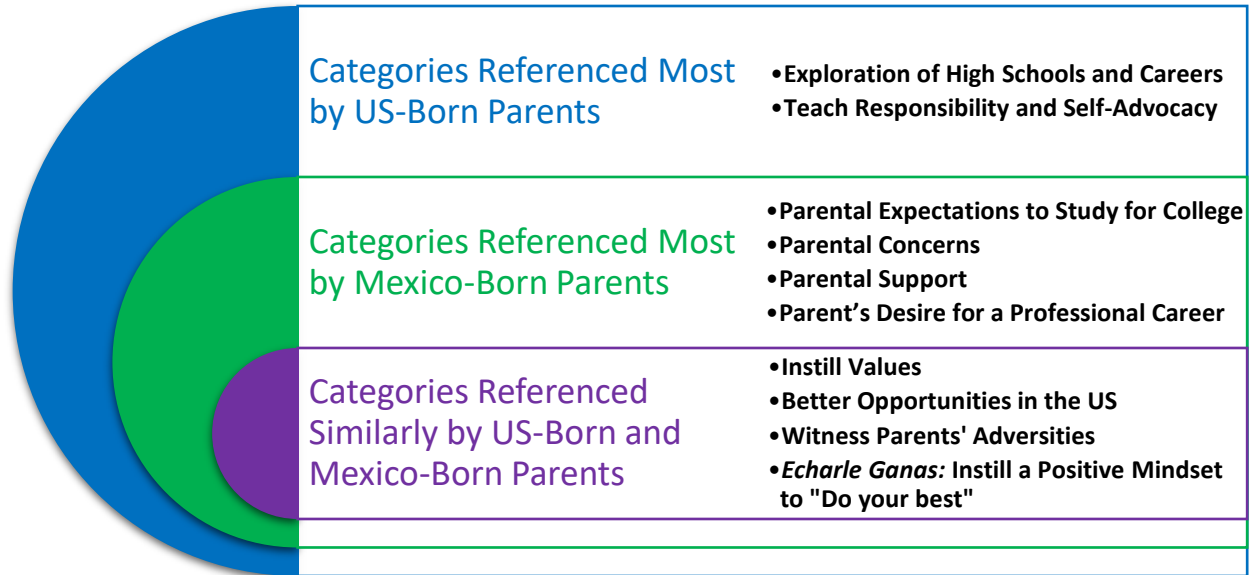 Categories Referenced Most
by US-Born Parents
•Exploration of High Schools and Careers
•Teach Responsibility and Self-Advocacy
Categories Referenced Most
by Mexico-Born Parents
•Parental Expectations to Study for College
•Parental Concerns
•Parental Support
•Parent’s Desire for a Professional Career
Categories Referenced
Similarly by US-Born and
Mexico-Born Parents
•Instill Values
•Better Opportunities in the US
•Witness Parents' Adversities
•Echarle Ganas: Instill a Positive Mindset
to "Do your best"